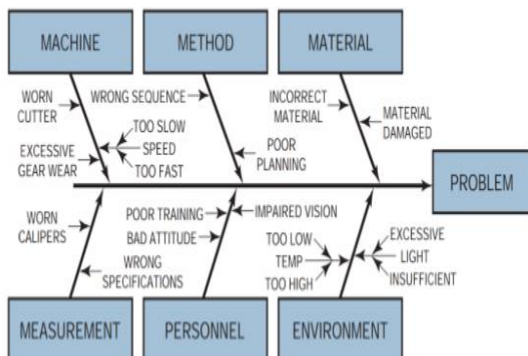 MACHINE
METHOD
MATERIAL
WORN
CUTTER
WRONG SEQUENCE
INCORRECT
MATERIAL
MATERIAL
DAMAGED
TOO SLOW
SPEED
TOO FAST
EXCESSIVE
GEAR WEAR
POOR
PLANNING
PROBLEM
WORN
CALIPERS
WRONG
SPECIFICATIONS
POOR TRAINING
BAD ATTITUDE
IMPAIRED VISION
TOO LOW
TEMP
TOO HIGH
EXCESSIVE
LIGHT
INSUFFICIENT
MEASUREMENT
PERSONNEL
ENVIRONMENT